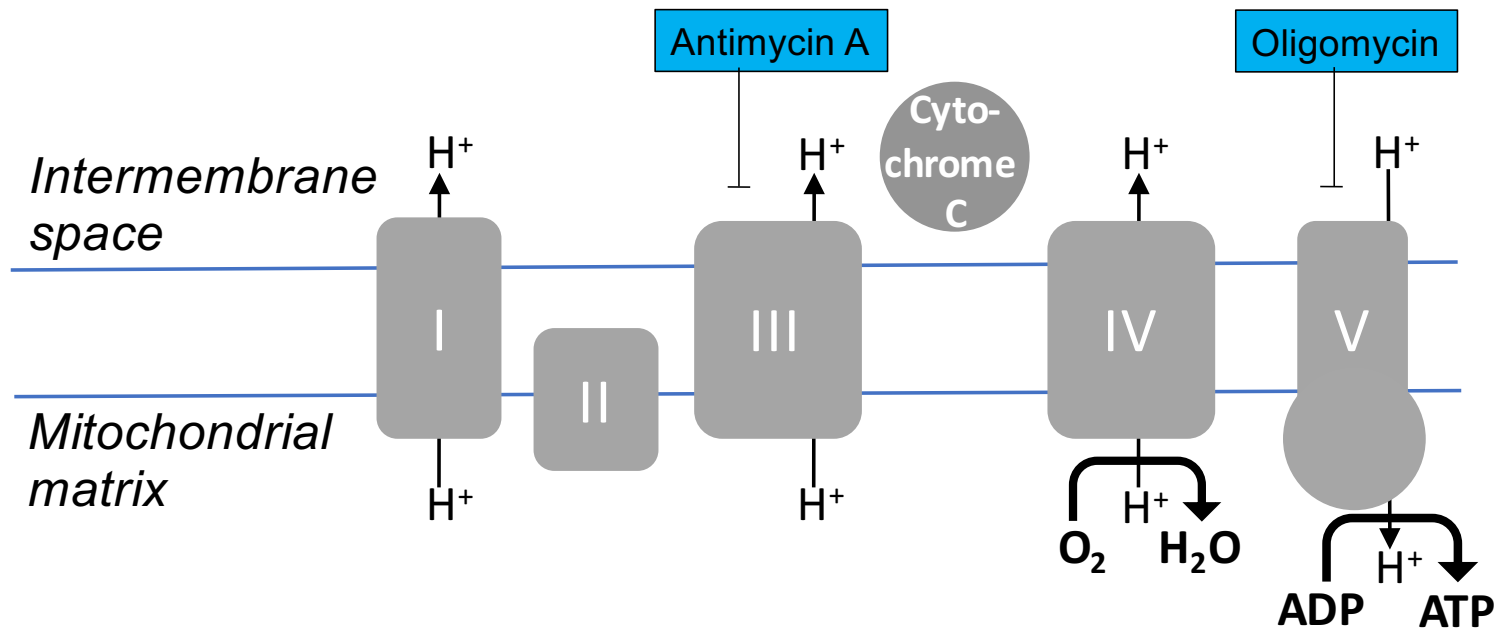 Antimycin A
Oligomycin
Cyto-
chrome
C
H⁺
H⁺
H⁺
H⁺
Intermembrane
space
I
II
III
IV
V
Mitochondrial
matrix
H⁺
H⁺
H⁺
O₂
H₂O
H⁺
ADP
ATP